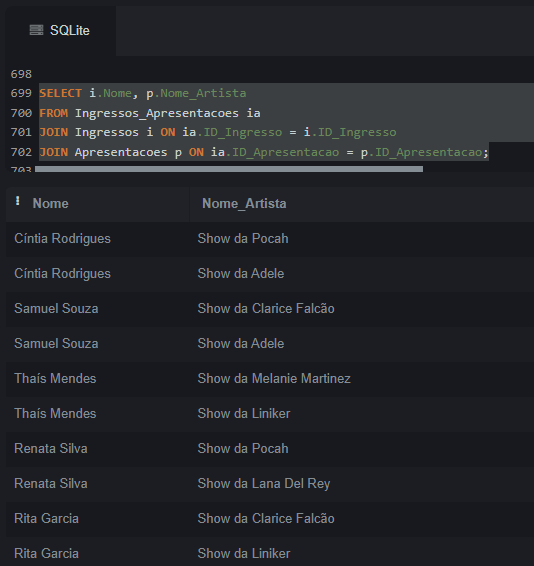 SQLite
698
699 SELECT i.Nome, p.Nome_Artista
700 FROM Ingressos_Apresentacoes ia
701 JOIN Ingressos i ON ia.ID_Ingresso = i.ID_Ingresso
702 JOIN Apresentacoes p ON ia.ID_Apresentacao = p.ID_Apresentacao;
703
Nome Nome_Artista
Cíntia Rodrigues Show da Pocah
Cíntia Rodrigues Show da Adele
Samuel Souza Show da Clarice Falcão
Samuel Souza Show da Adele
Thaís Mendes Show da Melanie Martinez
Thaís Mendes Show da Liniker
Renata Silva Show da Pocah
Renata Silva Show da Lana Del Rey
Rita Garcia Show da Clarice Falcão
Rita Garcia Show da Liniker